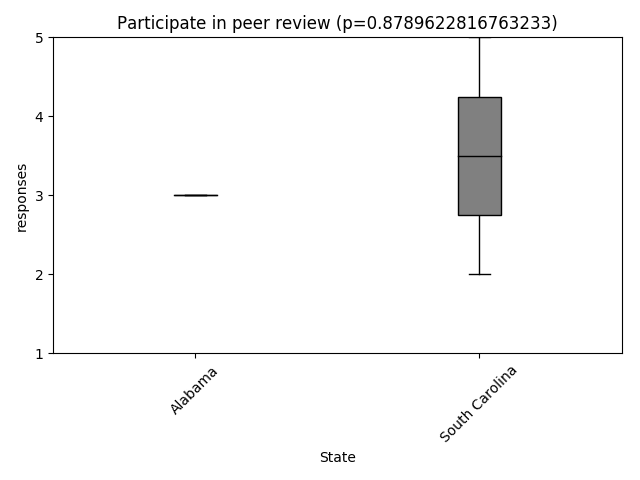 Participate in peer review (p=0.8789622816763233)
5
4
3
2
1
responses
Alabama
South Carolina
State